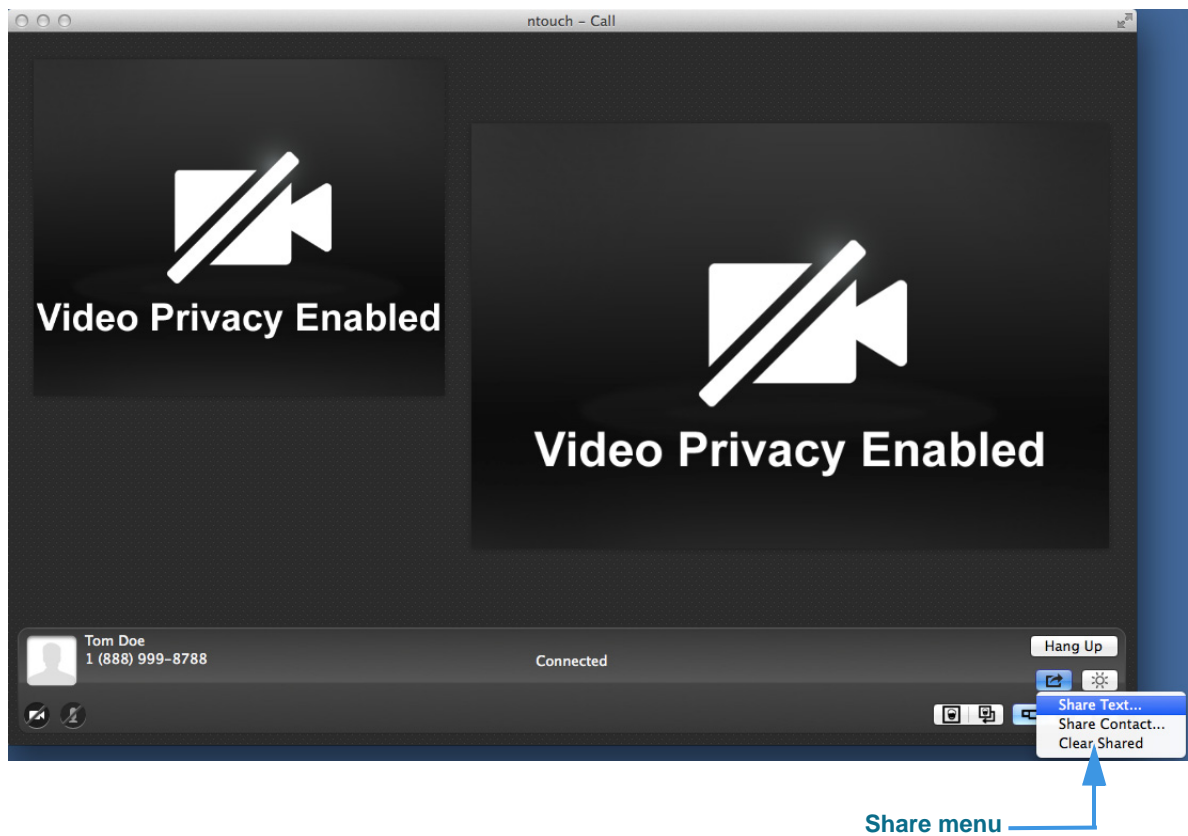 ntouch – Call
Video Privacy Enabled
Video Privacy Enabled
Tom Doe
1 (888) 999-8788
Connected
Hang Up
Share Text...
Share Contact...
Clear Shared
Share menu